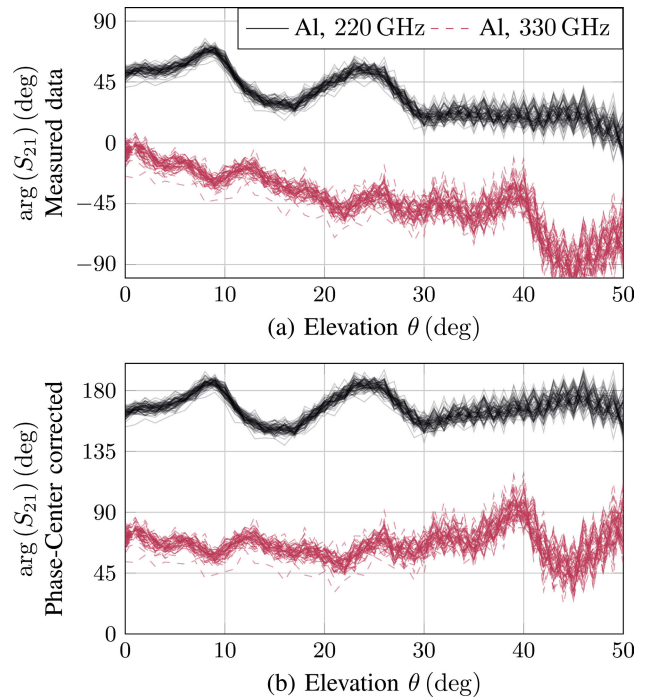 Al, 220 GHz
Al, 330 GHz
arg (S21) (deg)
Measured data
90
45
0
−45
−90
0 10 20 30 40 50
(a) Elevation θ (deg)
arg (S21) (deg)
Phase-Center corrected
180
135
90
45
0
0 10 20 30 40 50
(b) Elevation θ (deg)